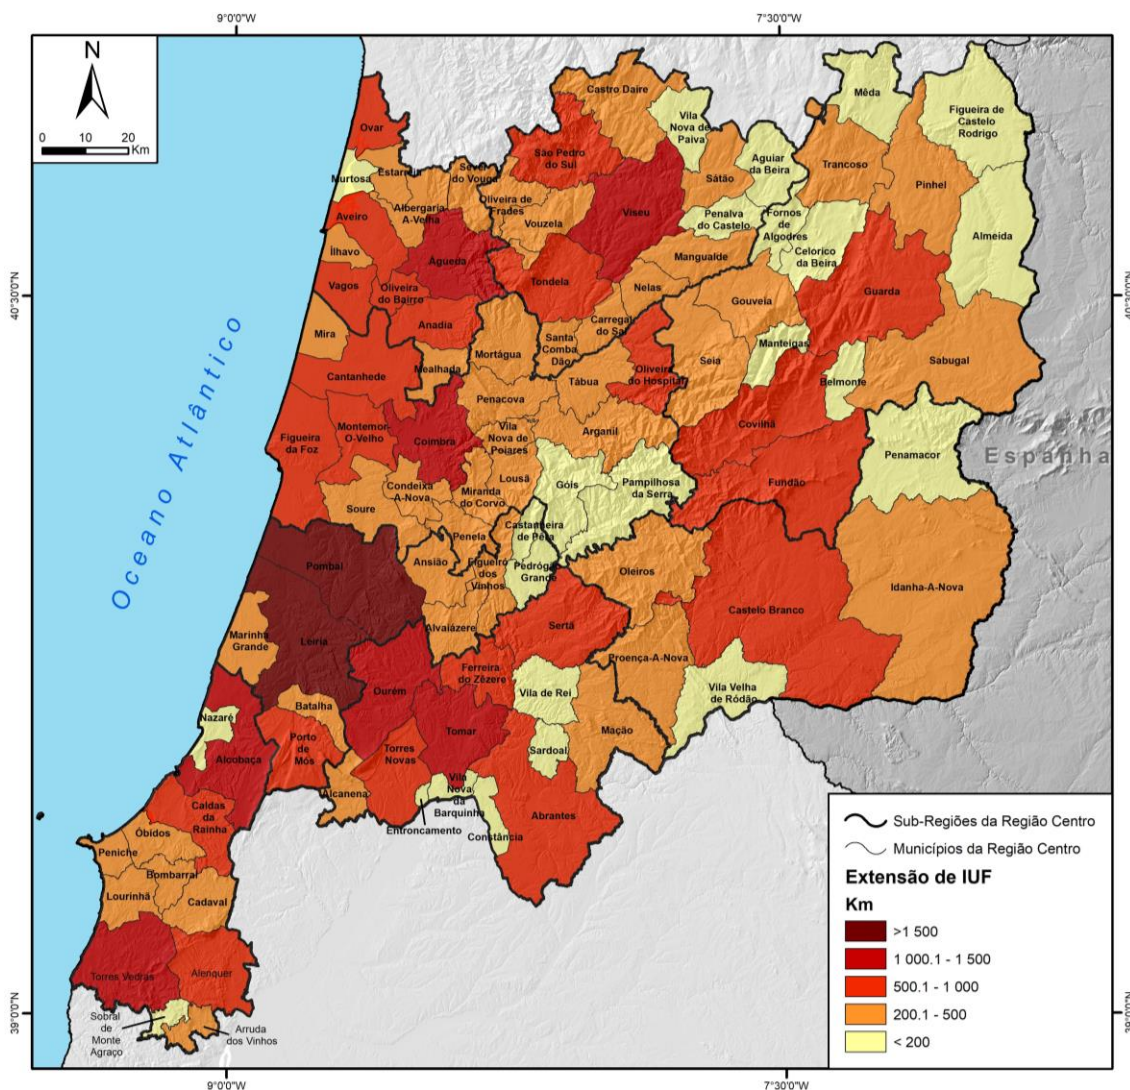 9°0'0"W
7°30'0"W
N
0 10 20
Km
Castro Daire
Mêda
Figueira de
Castelo
Rodrigo
Vila
Nova de
Paiva
Ovar
São Pedro
do Sul
Aguiar
da Beira
Trancoso
Pinhel
Murtosa
Estarreja
Sever
do Vouga
Sátão
Albergaria
A-Velha
Oliveira de
Frades
Viseu
Aveiro
Vouzela
Penalva
do Castelo
Fornos
de
Algodres
Almeida
Ílhavo
Águeda
Mangualde
Celorico
da Beira
Vagos
Oliveira
do Bairro
Tondela
Nelas
Guarda
40°30'0"N
40°30'0"N
Gouveia
Anadia
Carregal
do Sal
Mira
Santa
Comba
Dão
Manteigas
Mortágua
Seia
Sabugal
Mealhada
Oliveira
do Hospital
Cantanhede
Tábua
Belmonte
Penacova
Covilhã
Montemor-
O-Velho
Coimbra
Vila
Nova de
Poiares
Arganil
Figueira
da Foz
Penamacor
Espanha
Lousã
Góis
Pampilhosa
da Serra
Fundão
Condeixa
A-Nova
Miranda
do Corvo
Soure
Castanheira
de Pêra
Penela
Oceano Atlântico
Pombal
Ansião
Figueiró
dos
Vinhos
Pedrógão
Grande
Oleiros
Idanha-A-Nova
Castelo Branco
Alvaiázere
Sertã
Marinha
Grande
Leiria
Proença-A-Nova
Ferreira
do Zêzere
Ourém
Vila de Rei
Vila Velha
de Ródão
Batalha
Nazaré
Tomar
Mação
Porto
de
Mós
Sardoal
Alcobaça
Torres
Novas
Vila
Nova
da
Barquinha
Alcanena
Caldas
da
Rainha
Entroncamento
Constância
Abrantes
Óbidos
Peniche
Bombarral
Lourinhã
Cadaval
Torres Vedras
Alenquer
Sobral
de
Monte
Agraço
Arruda
dos Vinhos
39°0'0"N
39°0'0"N
Sub-Regiões da Região Centro
Municípios da Região Centro
Extensão de IUF
Km
>1 500
1 000.1 - 1 500
500.1 - 1 000
200.1 - 500
< 200
9°0'0"W
7°30'0"W